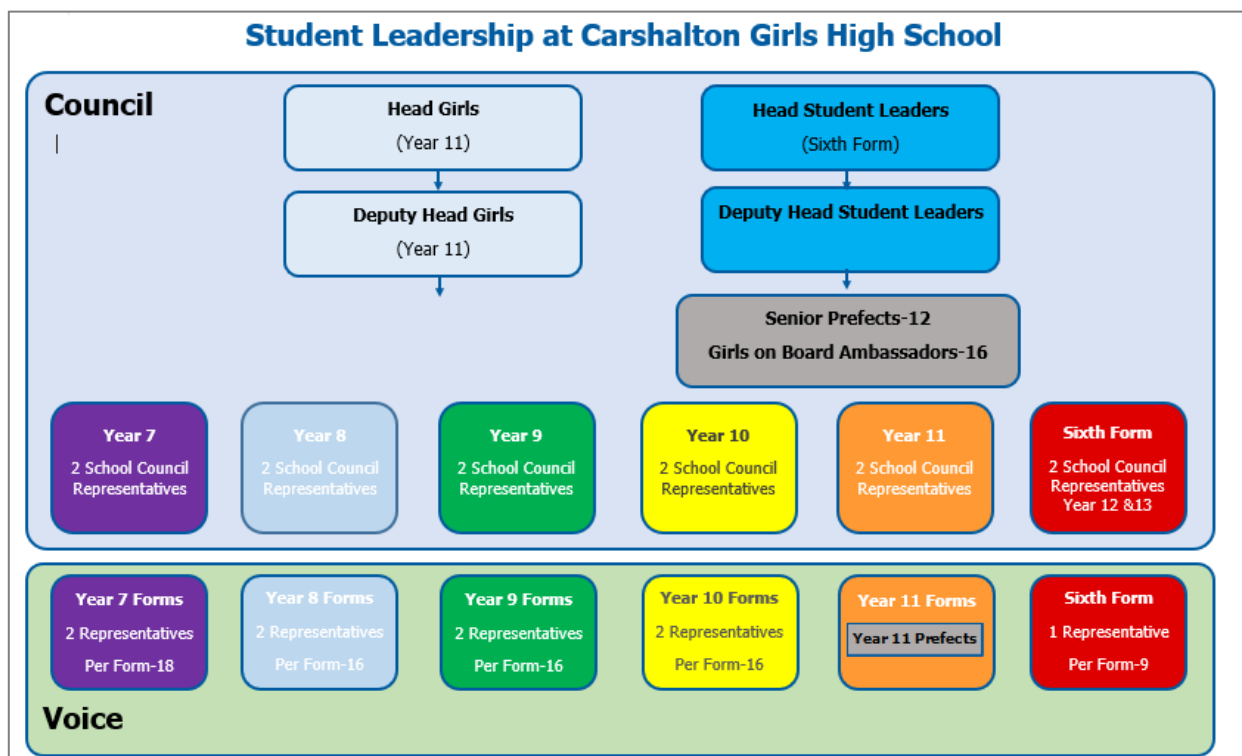 Student Leadership at Carshalton Girls High School
Council
Head Girls
(Year 11)
Head Student Leaders
(Sixth Form)
Deputy Head Girls
(Year 11)
Deputy Head Student Leaders
Senior Prefects-12
Girls on Board Ambassadors-16
Year 7
2 School Council
Representatives
Year 8
2 School Council
Representatives
Year 9
2 School Council
Representatives
Year 10
2 School Council
Representatives
Year 11
2 School Council
Representatives
Sixth Form
2 School Council
Representatives
Year 12 &13
Year 7 Forms
2 Representatives
Per Form-18
Year 8 Forms
2 Representatives
Per Form-16
Year 9 Forms
2 Representatives
Per Form-16
Year 10 Forms
2 Representatives
Per Form-16
Year 11 Forms
Year 11 Prefects
Sixth Form
1 Representative
Per Form-9
Voice